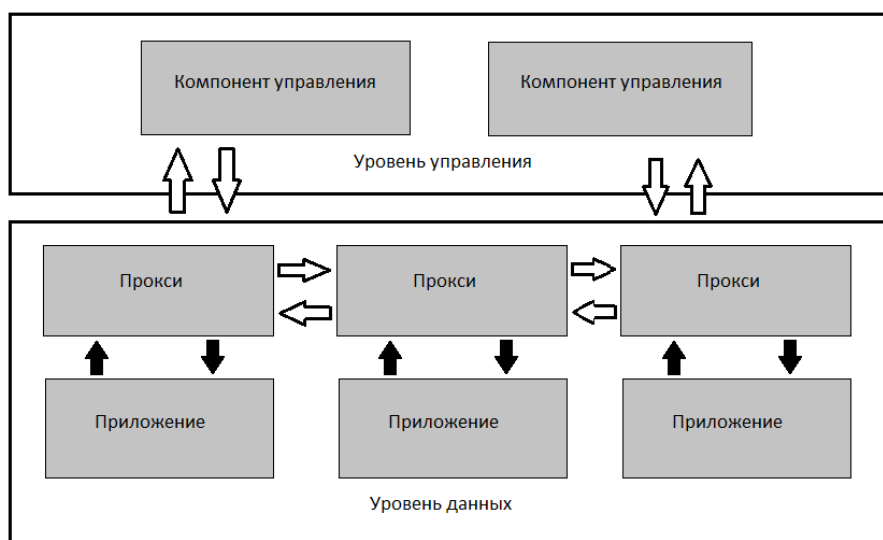 Компонент управления
Компонент управления
Уровень управления
Прокси
Прокси
Прокси
Приложение
Приложение
Приложение
Уровень данных